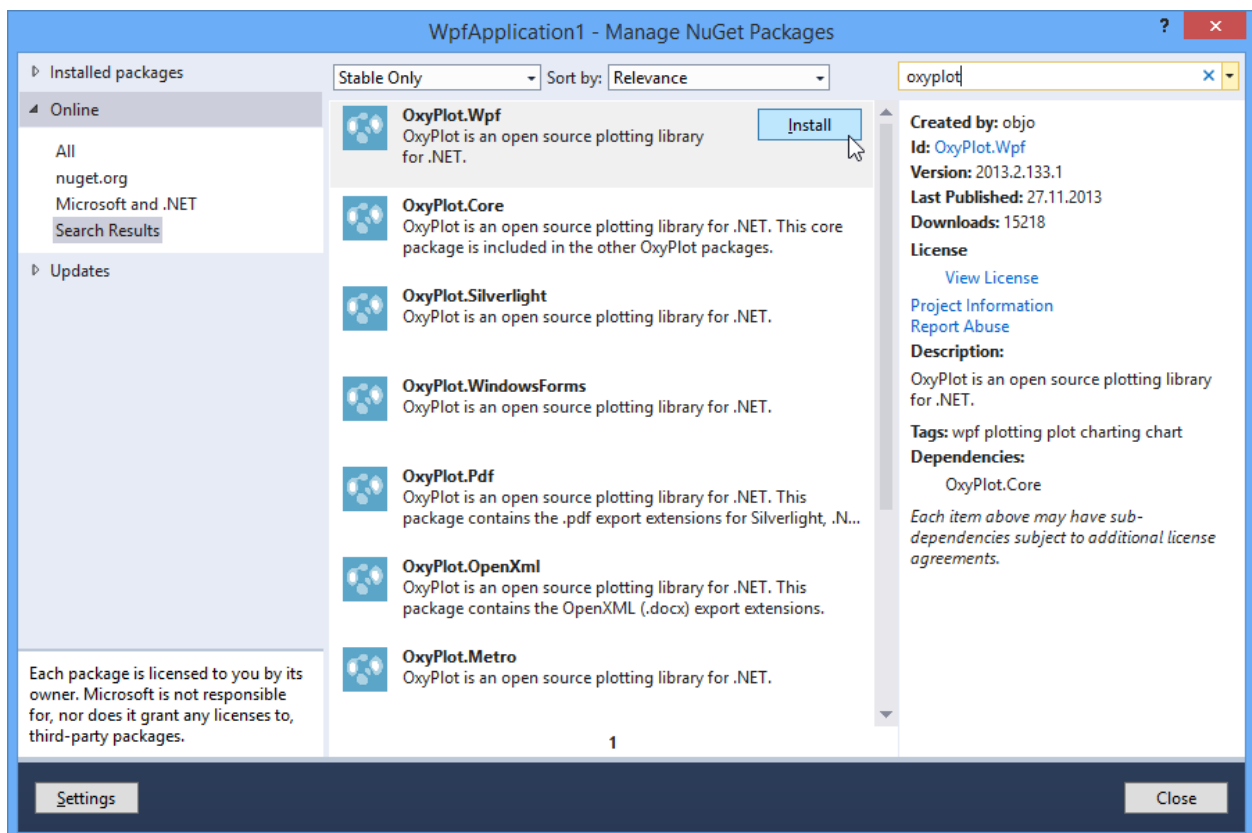 WpfApplication1 - Manage NuGet Packages
?
Installed packages
Online
All
nuget.org
Microsoft and .NET
Search Results
Updates
Each package is licensed to you by its
owner. Microsoft is not responsible
for, nor does it grant any licenses to,
third-party packages.
Stable Only
Sort by:
Relevance
OxyPlot.Wpf
OxyPlot is an open source plotting library
for .NET.
Install
OxyPlot.Core
OxyPlot is an open source plotting library for .NET. This core
package is included in the other OxyPlot packages.
OxyPlot.Silverlight
OxyPlot is an open source plotting library for .NET.
OxyPlot.WindowsForms
OxyPlot is an open source plotting library for .NET.
OxyPlot.Pdf
OxyPlot is an open source plotting library for .NET. This
package contains the .pdf export extensions for Silverlight, .N...
OxyPlot.OpenXml
OxyPlot is an open source plotting library for .NET. This
package contains the OpenXML (.docx) export extensions.
OxyPlot.Metro
OxyPlot is an open source plotting library for .NET.
1
oxyplot
Created by: objo
Id: OxyPlot.Wpf
Version: 2013.2.133.1
Last Published: 27.11.2013
Downloads: 15218
License
View License
Project Information
Report Abuse
Description:
OxyPlot is an open source plotting library
for .NET.
Tags: wpf plotting plot charting chart
Dependencies:
OxyPlot.Core
Each item above may have sub-
dependencies subject to additional license
agreements.
Settings
Close